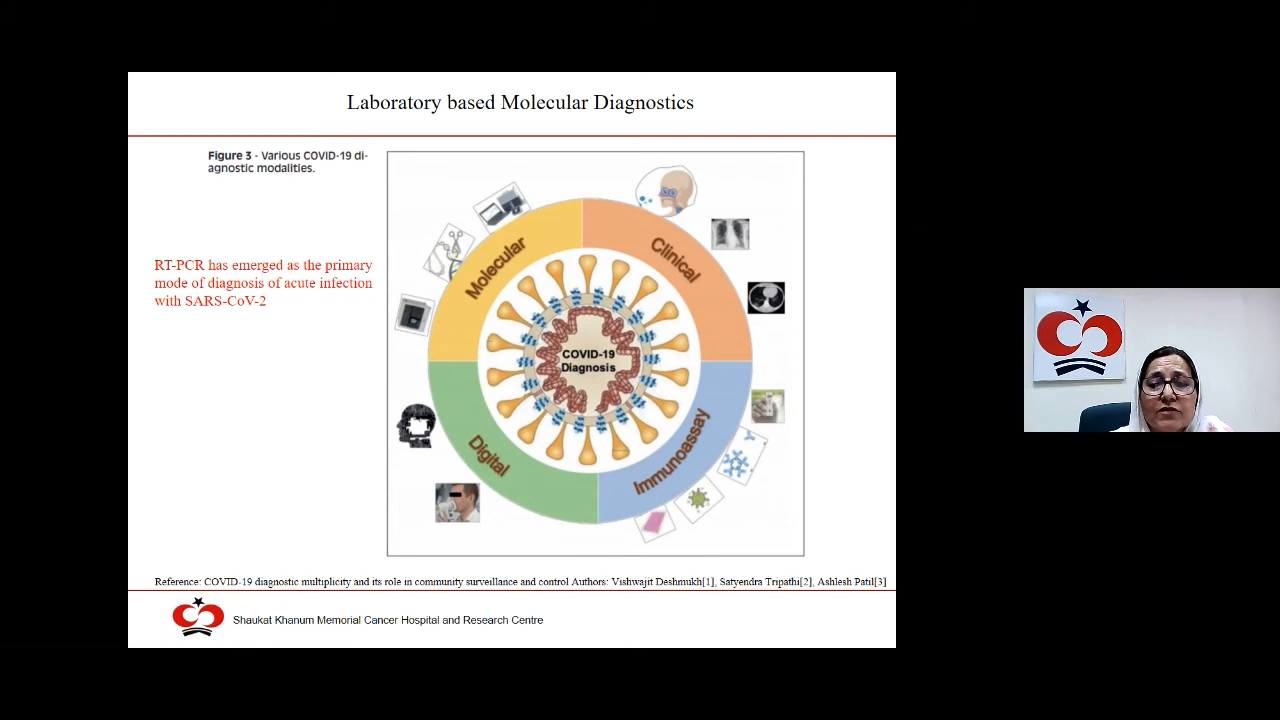 Laboratory based Molecular Diagnostics
Figure 3 - Various COVID-19 di-
agnostic modalities.
RT-PCR has emerged as the primary
mode of diagnosis of acute infection
with SARS-CoV-2
Molecular
Clinical
COVID-19
Diagnosis
Digital
Immunoassay
Reference: COVID-19 diagnostic multiplicity and its role in community surveillance and control Authors: Vishwajit Deshmukh[1], Satyendra Tripathi[2], Ashlesh Patil[3]
Shaukat Khanum Memorial Cancer Hospital and Research Centre